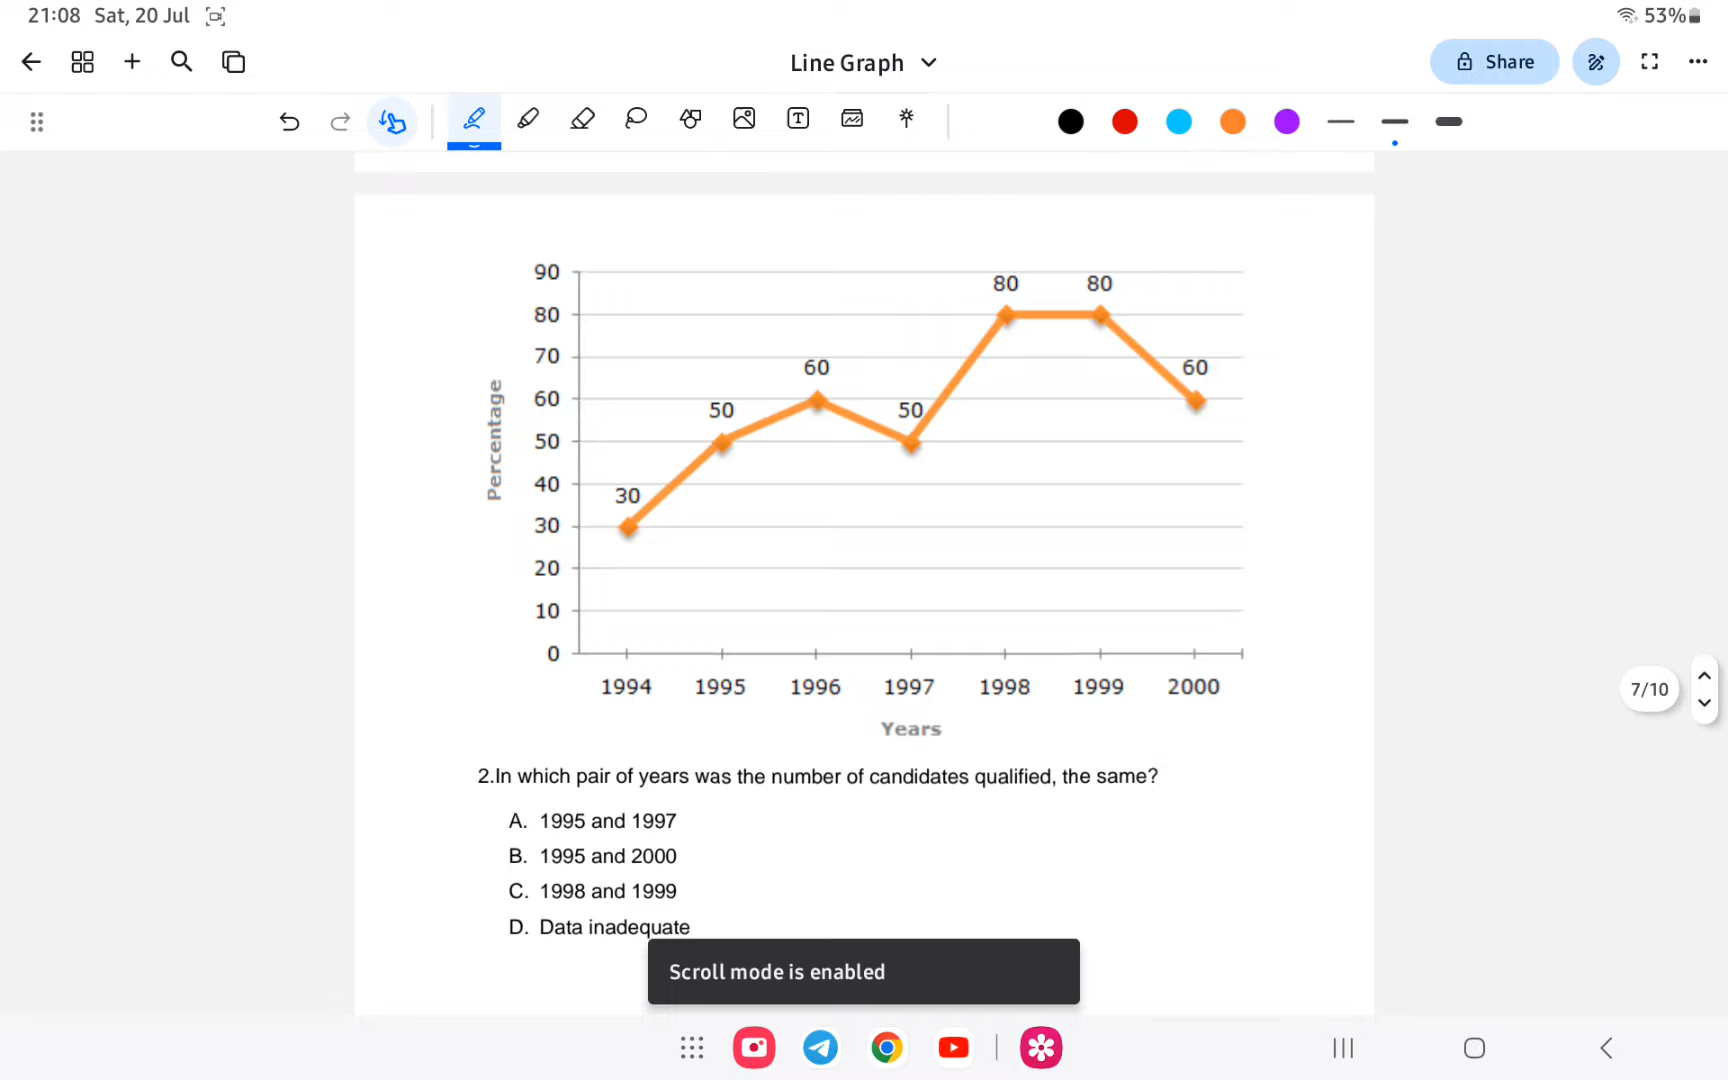 21:08 Sat, 20 Jul 53%
Line Graph
Share
90
80
70
60
50
40
30
20
10
0
Percentage
30
50
60
50
80
80
60
1994 1995 1996 1997 1998 1999 2000
Years
7/10
2.In which pair of years was the number of candidates qualified, the same?
A. 1995 and 1997
B. 1995 and 2000
C. 1998 and 1999
D. Data inadequate
Scroll mode is enabled